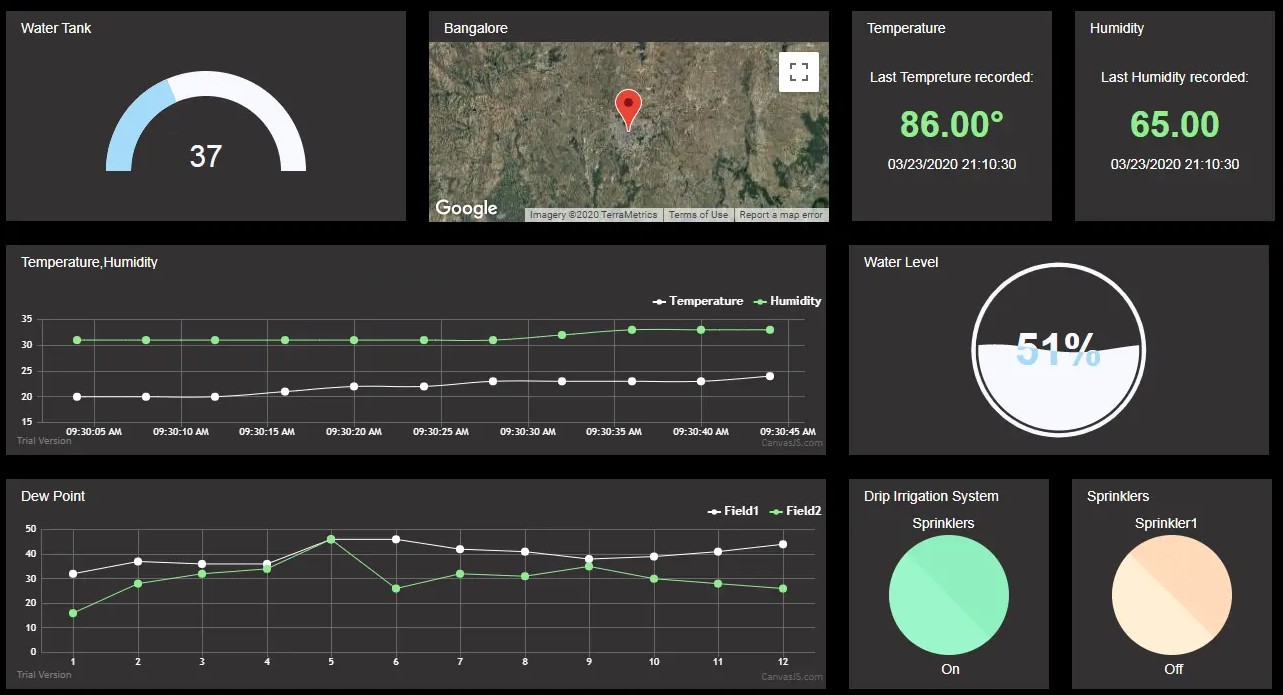 Water Tank
37
Bangalore
Google
Imagery ©2020 TerraMetrics
Terms of Use
Report a map error
Temperature
Last Tempreture recorded:
86.00°
03/23/2020 21:10:30
Humidity
Last Humidity recorded:
65.00
03/23/2020 21:10:30
Temperature,Humidity
Temperature Humidity
35
30
25
20
15
09:30:05 AM 09:30:10 AM 09:30:15 AM 09:30:20 AM 09:30:25 AM 09:30:30 AM 09:30:35 AM 09:30:40 AM 09:30:45 AM
Trial Version
CanvasJS.com
Water Level
51%
Dew Point
Field1 Field2
50
40
30
20
10
0
1 2 3 4 5 6 7 8 9 10 11 12
Trial Version
CanvasJS.com
Drip Irrigation System
Sprinklers
On
Sprinklers
Sprinkler1
Off